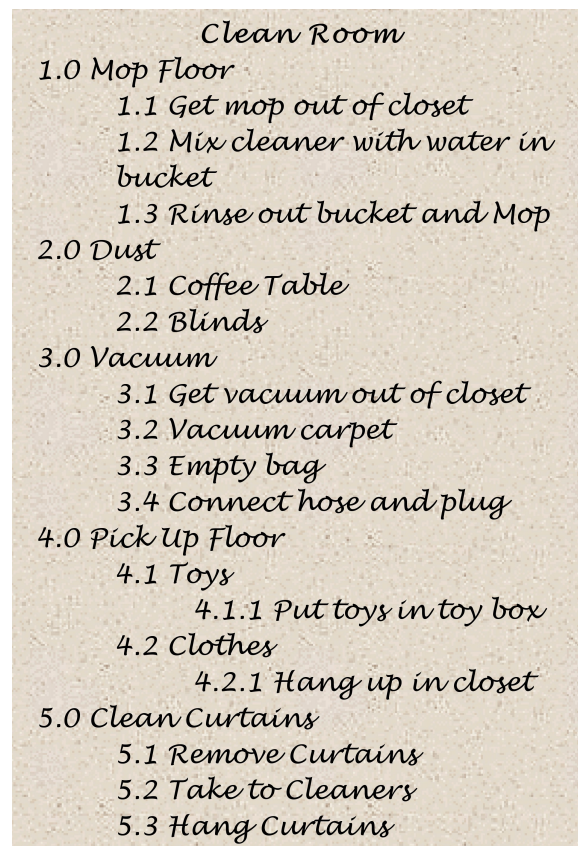 Clean Room
1.0 Mop Floor
1.1 Get mop out of closet
1.2 Mix cleaner with water in
bucket
1.3 Rinse out bucket and Mop
2.0 Dust
2.1 Coffee Table
2.2 Blinds
3.0 Vacuum
3.1 Get vacuum out of closet
3.2 Vacuum carpet
3.3 Empty bag
3.4 Connect hose and plug
4.0 Pick Up Floor
4.1 Toys
4.1.1 Put toys in toy box
4.2 Clothes
4.2.1 Hang up in closet
5.0 Clean Curtains
5.1 Remove Curtains
5.2 Take to Cleaners
5.3 Hang Curtains